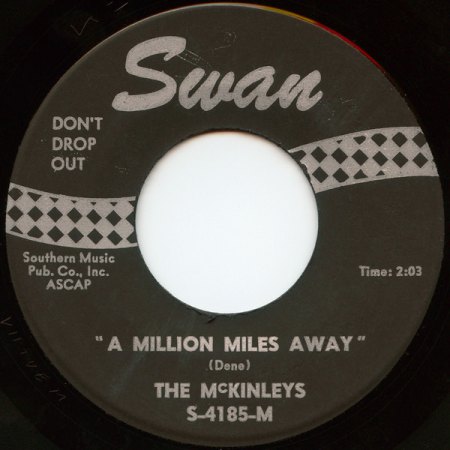 Swan
DON'T
DROP
OUT
Southern Music
Pub. Co., Inc.
ASCAP
Time: 2:03
"A MILLION MILES AWAY"
(Dene)
THE McKINLEYS
S-4185-M